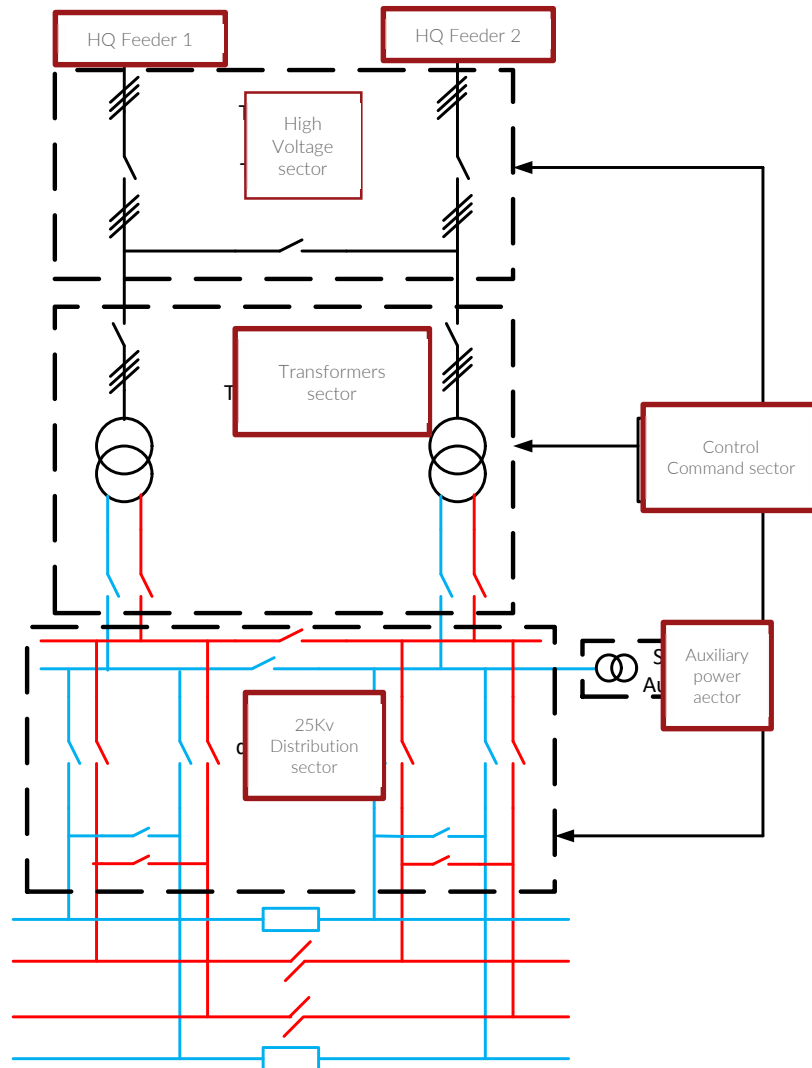 HQ Feeder 1
HQ Feeder 2
High
Voltage
sector
Transformers
sector
Control
Command sector
Auxiliary
power
aector
25Kv
Distribution
sector